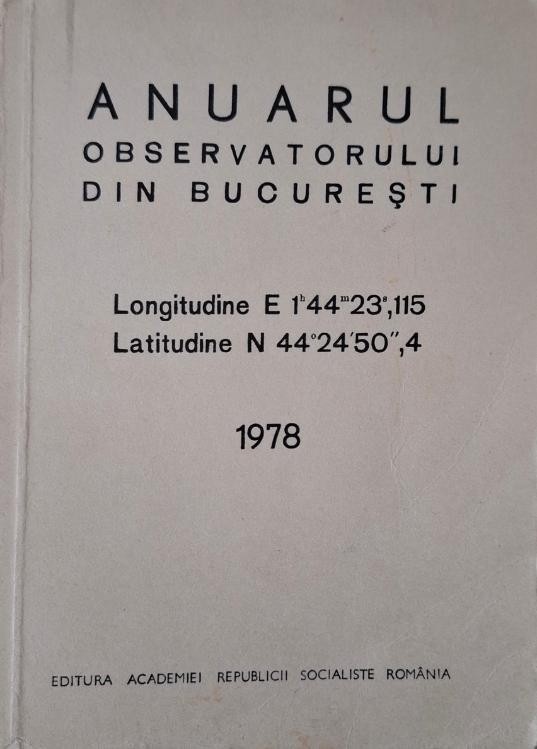 ANUARUL
OBSERVATORULUI
DIN BUCUREŞTI
Longitudine E 1ʰ44ᵐ23ˢ,115
Latitudine N 44°24′50″,4
1978
EDITURA ACADEMIEI REPUBLICII SOCIALISTE ROMÂNIA